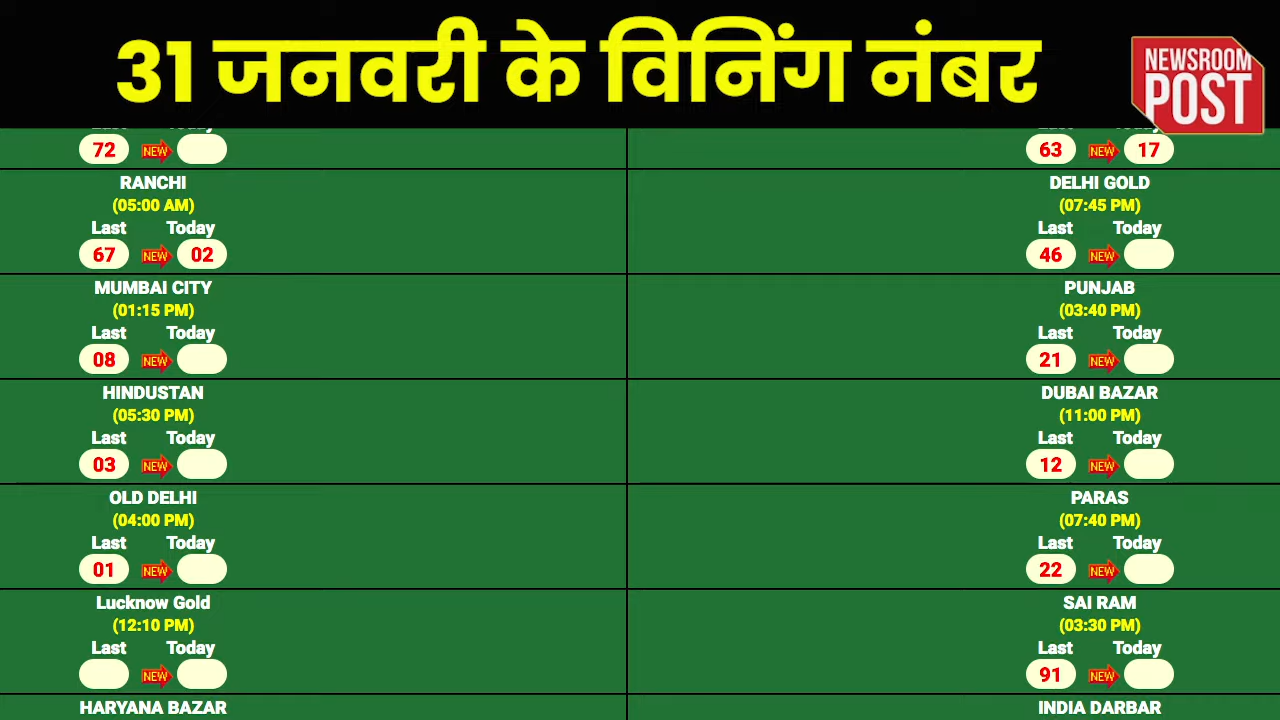 31 जनवरी के विनिंग नंबर
NEWSROOM
POST
Last Today
72 NEW
63 NEW 17
RANCHI
(05:00 AM)
Last Today
67 NEW 02
DELHI GOLD
(07:45 PM)
Last Today
46 NEW
MUMBAI CITY
(01:15 PM)
Last Today
08 NEW
PUNJAB
(03:40 PM)
Last Today
21 NEW
HINDUSTAN
(05:30 PM)
Last Today
03 NEW
DUBAI BAZAR
(11:00 PM)
Last Today
12 NEW
OLD DELHI
(04:00 PM)
Last Today
01 NEW
PARAS
(07:40 PM)
Last Today
22 NEW
Lucknow Gold
(12:10 PM)
Last Today
NEW
SAI RAM
(03:30 PM)
Last Today
91 NEW
HARYANA BAZAR
INDIA DARBAR